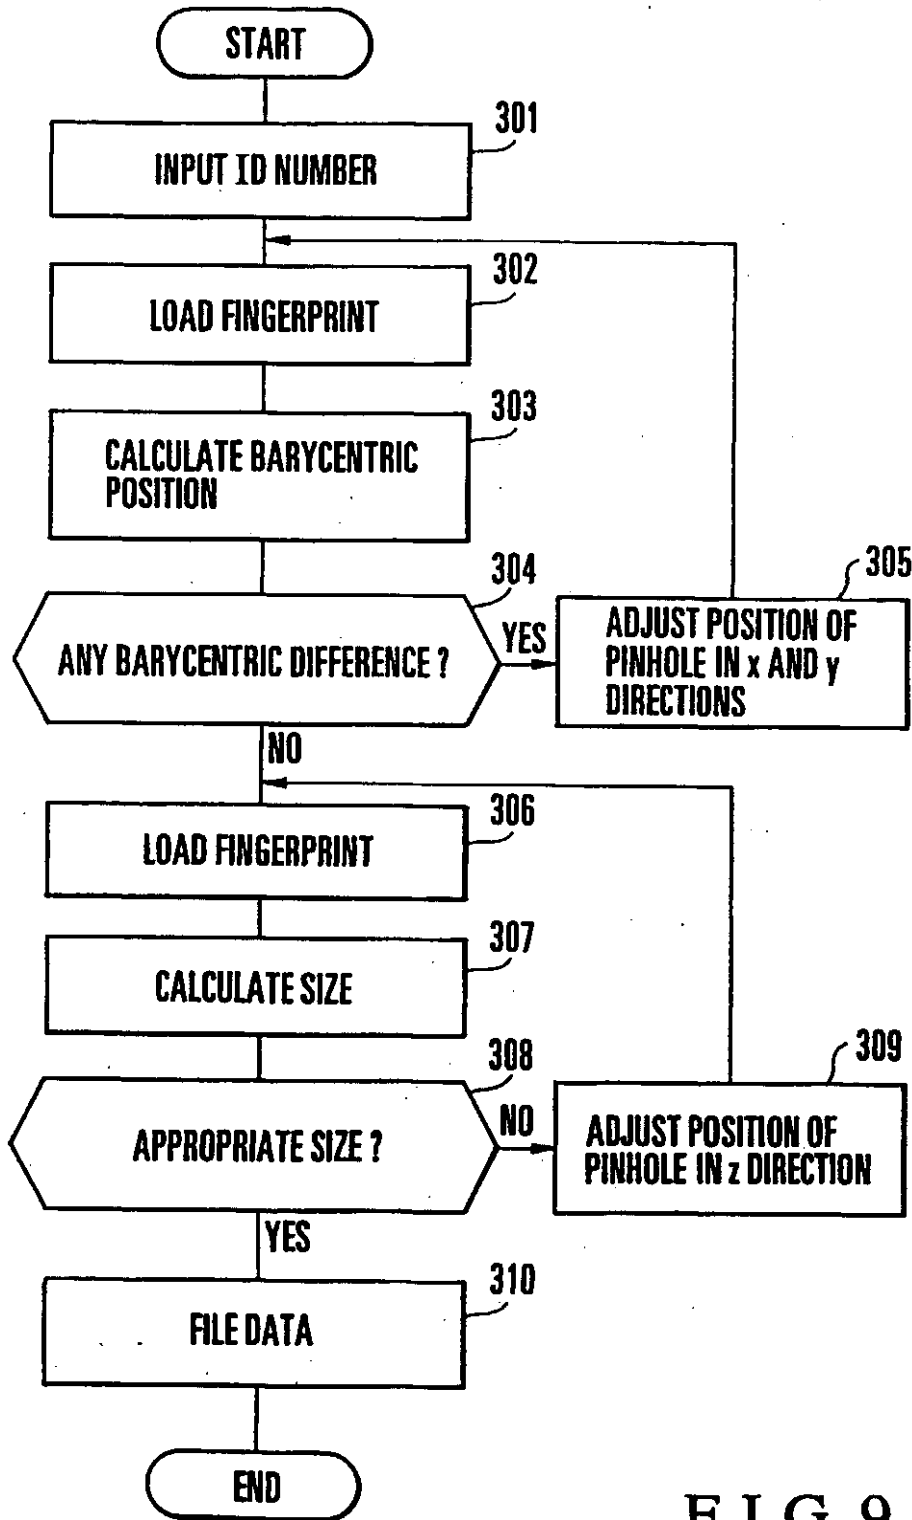 START
301
INPUT ID NUMBER
302
LOAD FINGERPRINT
303
CALCULATE BARYCENTRIC
POSITION
304
ANY BARYCENTRIC DIFFERENCE ?
YES
305
ADJUST POSITION OF
PINHOLE IN x AND y
DIRECTIONS
NO
306
LOAD FINGERPRINT
307
CALCULATE SIZE
308
APPROPRIATE SIZE ?
NO
309
ADJUST POSITION OF
PINHOLE IN z DIRECTION
YES
310
FILE DATA
END
FIG.9